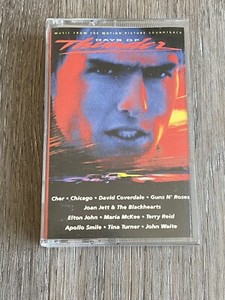 MUSIC FROM THE MOTION PICTURE SOUNDTRACK
DAYS OF
Thunder
Cher • Chicago • David Coverdale • Guns N' Roses
Joan Jett & The Blackhearts
Elton John • Maria McKee • Terry Reid
Apollo Smile • Tina Turner • John Waite